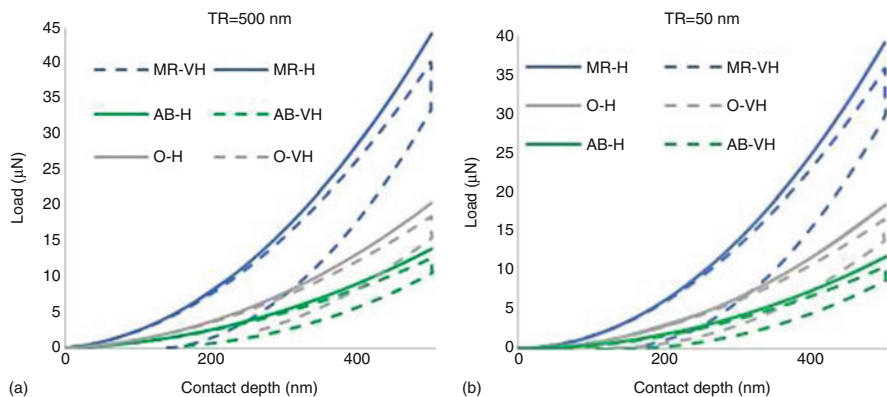 TR=500 nm
45
40
35
30
25
20
15
10
5
0
Load (μN)
MR-VH
MR-H
AB-H
AB-VH
O-H
O-VH
0
200
400
Contact depth (nm)
(a)
TR=50 nm
40
35
30
25
20
15
10
5
0
Load (μN)
MR-H
MR-VH
O-H
O-VH
AB-H
AB-VH
0
200
400
Contact depth (nm)
(b)